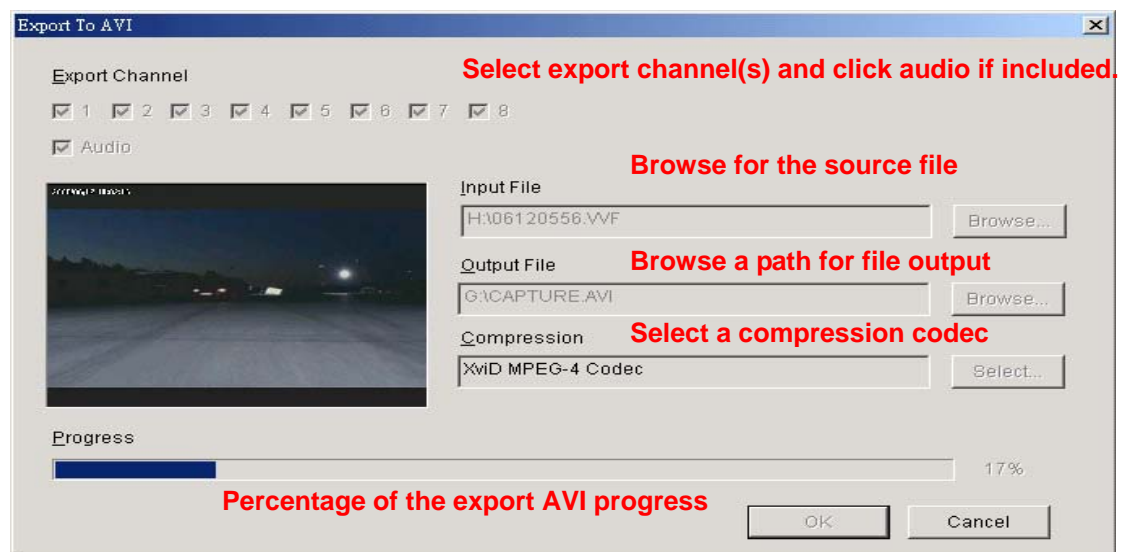 Export To AVI
Export Channel
Select export channel(s) and click audio if included.
1 2 3 4 5 6 7 8
Audio
Browse for the source file
Input File
H:\06120556.VVF
Browse...
Output File
Browse a path for file output
G:\CAPTURE.AVI
Browse...
Compression
Select a compression codec
XviD MPEG-4 Codec
Select...
Progress
17%
Percentage of the export AVI progress
OK
Cancel